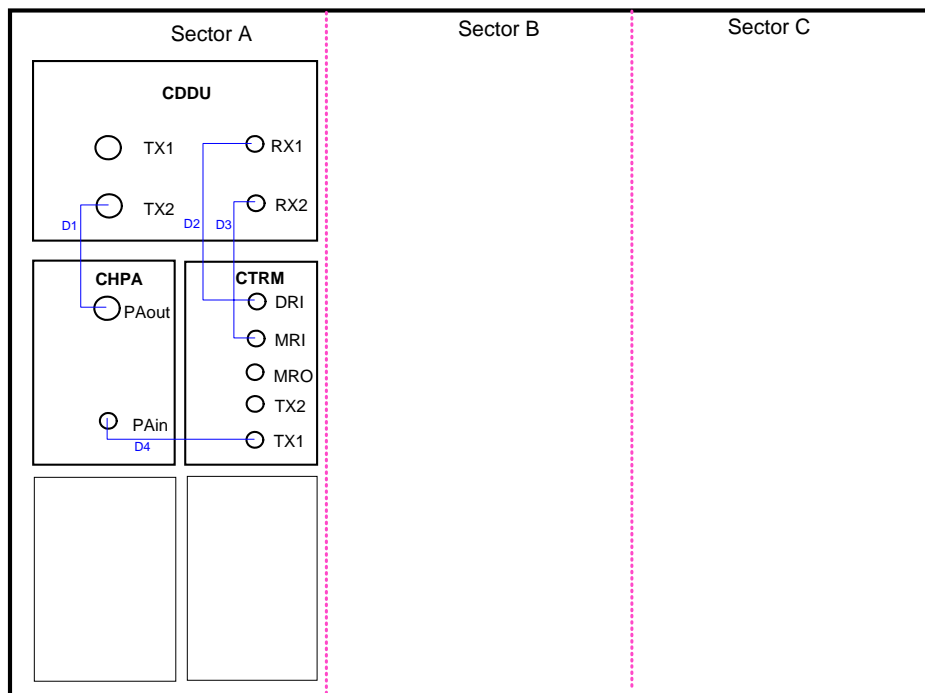 Sector A
Sector B
Sector C
CDDU
TX1
RX1
TX2
RX2
D1
D2
D3
CHPA
CTRM
PAout
DRI
MRI
MRO
TX2
PAin
TX1
D4